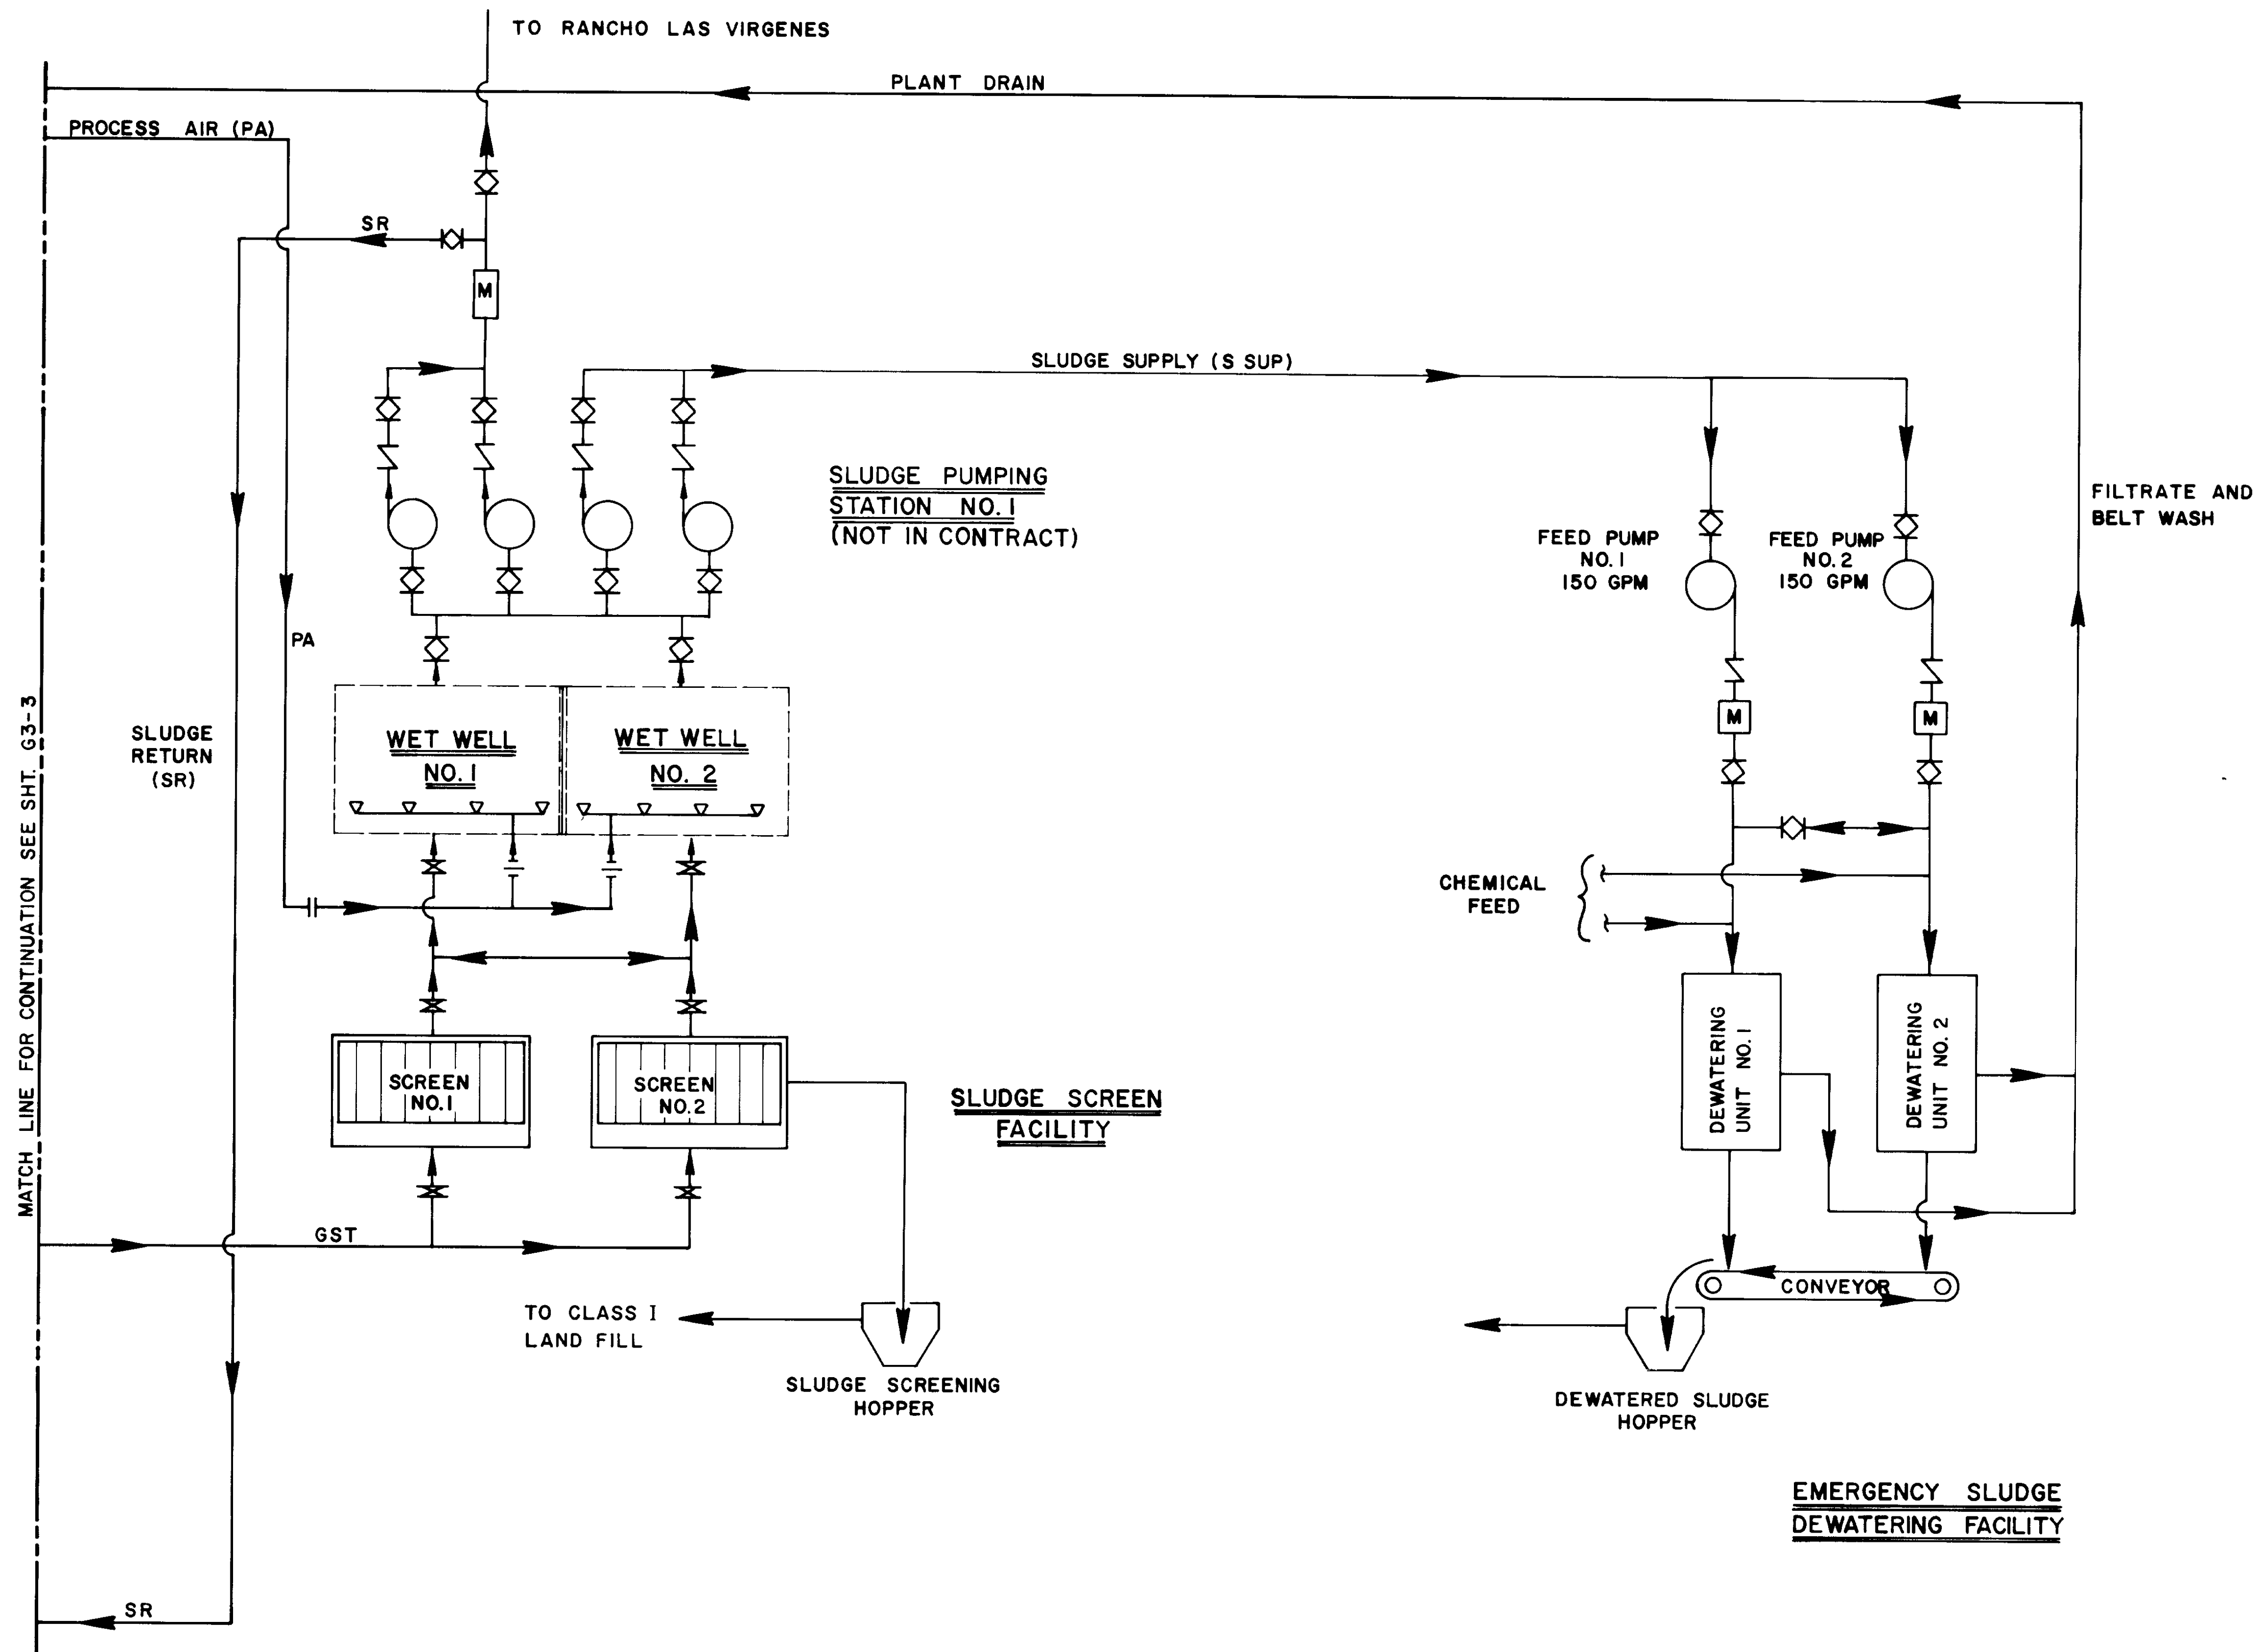 TO RANCHO LAS VIRGENES
PLANT DRAIN
PROCESS AIR (PA)
SR
M
SLUDGE SUPPLY (S SUP)
SLUDGE PUMPING
STATION NO. 1
(NOT IN CONTRACT)
FEED PUMP
NO. 1
150 GPM
FEED PUMP
NO. 2
150 GPM
FILTRATE AND
BELT WASH
PA
MATCH LINE FOR CONTINUATION SEE SHT. G3-3
SLUDGE
RETURN
(SR)
WET WELL
NO. 1
WET WELL
NO. 2
M
M
CHEMICAL
FEED
SCREEN
NO. 1
SCREEN
NO. 2
SLUDGE SCREEN
FACILITY
DEWATERING
UNIT NO. 1
DEWATERING
UNIT NO. 2
GST
CONVEYOR
TO CLASS I
LAND FILL
SLUDGE SCREENING
HOPPER
DEWATERED SLUDGE
HOPPER
EMERGENCY SLUDGE
DEWATERING FACILITY
SR